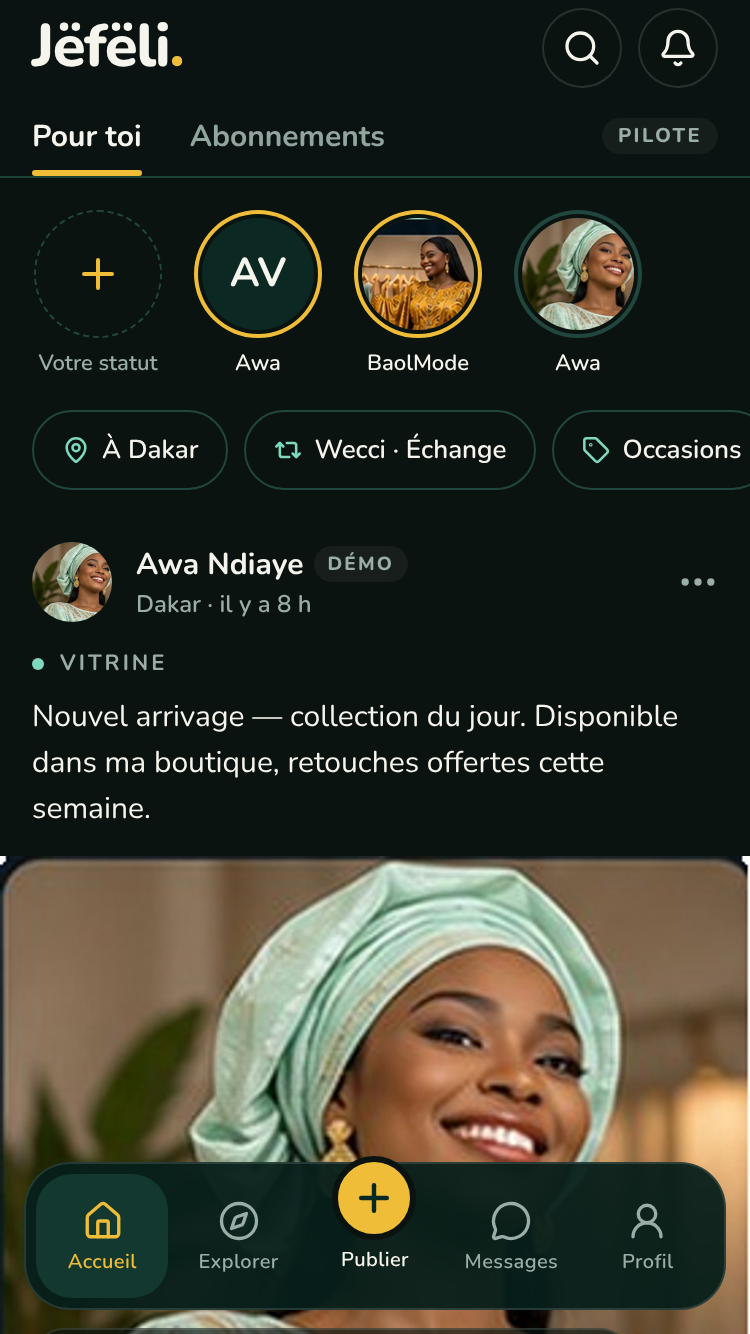 Jëfëli.
Pour toi
Abonnements
PILOTE
AV
Votre statut
Awa
BaolMode
Awa
À Dakar
Wecci · Échange
Occasions
Awa Ndiaye DÉMO
Dakar · il y a 8 h
VITRINE
Nouvel arrivage — collection du jour. Disponible
dans ma boutique, retouches offertes cette
semaine.
Accueil
Explorer
Publier
Messages
Profil